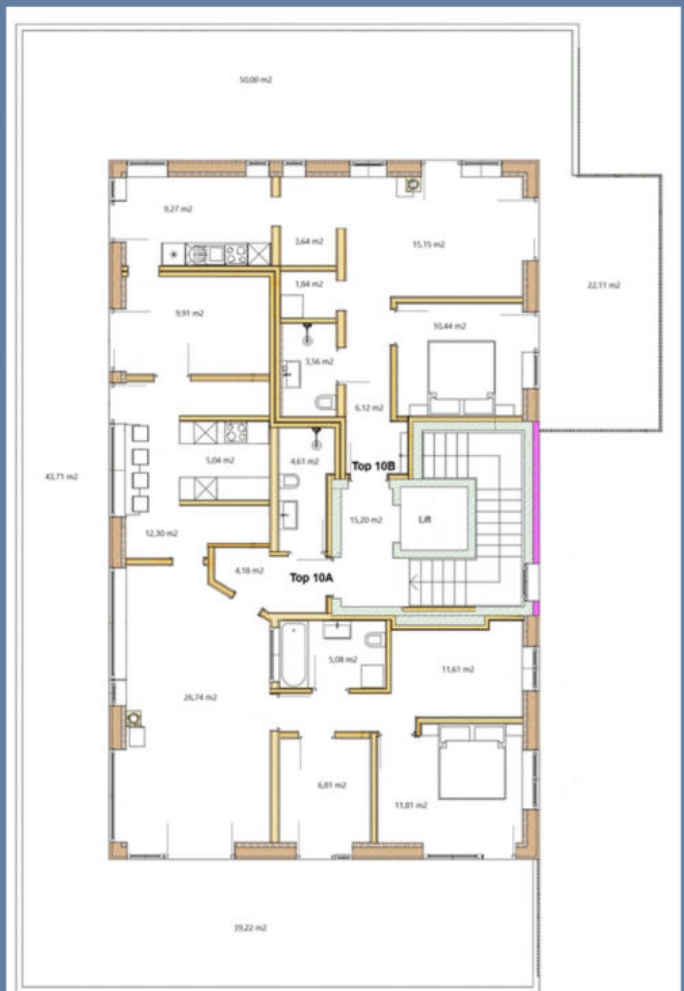 50,00 m2
9,27 m2
3,64 m2
15,15 m2
1,84 m2
22,11 m2
9,91 m2
10,44 m2
3,56 m2
6,12 m2
5,04 m2
4,61 m2
Top 10B
43,71 m2
15,20 m2
Lift
12,30 m2
4,18 m2
Top 10A
5,08 m2
11,61 m2
26,74 m2
6,81 m2
11,81 m2
39,22 m2